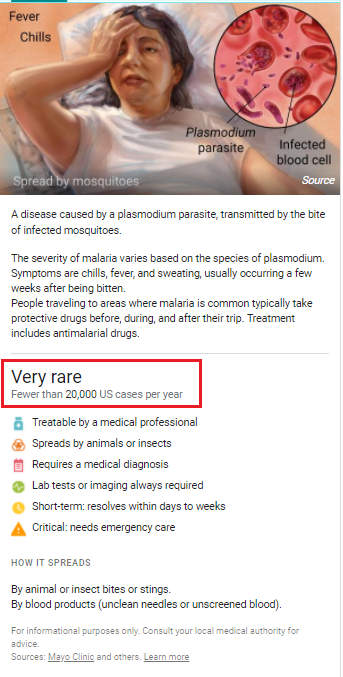 Fever
Chills
Plasmodium
parasite
Infected
blood cell
Spread by mosquitoes
Source
A disease caused by a plasmodium parasite, transmitted by the bite
of infected mosquitoes.
The severity of malaria varies based on the species of plasmodium.
Symptoms are chills, fever, and sweating, usually occurring a few
weeks after being bitten.
People traveling to areas where malaria is common typically take
protective drugs before, during, and after their trip. Treatment
includes antimalarial drugs.
Very rare
Fewer than 20,000 US cases per year
Treatable by a medical professional
Spreads by animals or insects
Requires a medical diagnosis
Lab tests or imaging always required
Short-term: resolves within days to weeks
Critical: needs emergency care
HOW IT SPREADS
By animal or insect bites or stings.
By blood products (unclean needles or unscreened blood).
For informational purposes only. Consult your local medical authority for
advice.
Sources: Mayo Clinic and others. Learn more